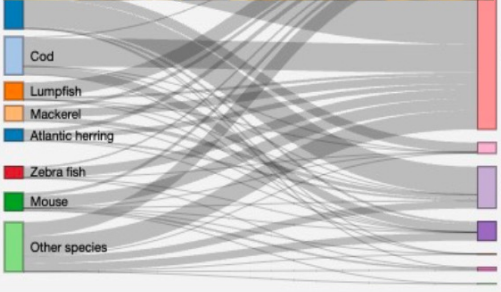 Cod
Lumpfish
Mackerel
Atlantic herring
Zebra fish
Mouse
Other species